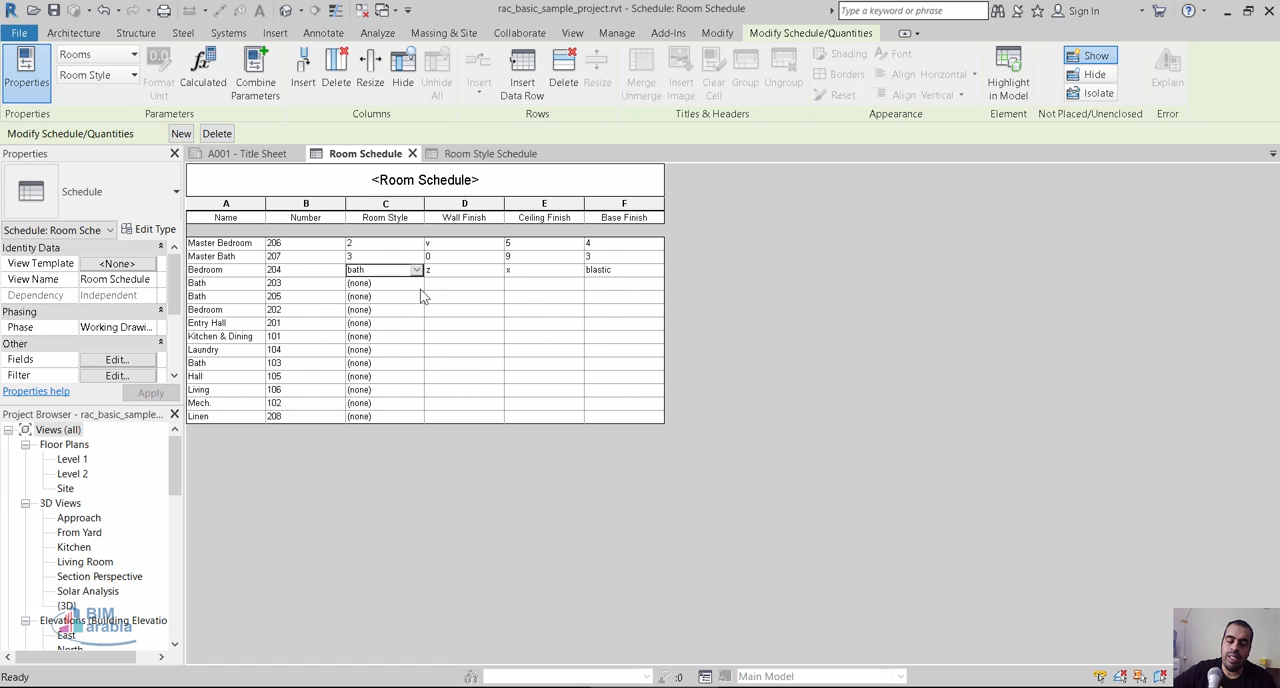 rac_basic_sample_project.rvt - Schedule: Room Schedule
Type a keyword or phrase
Sign In
File Architecture Structure Steel Systems Insert Annotate Analyze Massing & Site Collaborate View Manage Add-Ins Modify Modify Schedule/Quantities
Properties
Rooms
Room Style
Format
Unit
Calculated
Combine
Parameters
Insert
Delete
Resize
Hide
Unhide
All
Insert
Data Row
Delete
Resize
Merge
Unmerge
Insert
Image
Clear
Cell
Group
Ungroup
Shading
Borders
Reset
Font
Align Horizontal
Align Vertical
Highlight
in Model
Show
Hide
Isolate
Explain
Properties Parameters Columns Rows Titles & Headers Appearance Element Not Placed/Unenclosed Error
Modify Schedule/Quantities New Delete
Properties
A001 - Title Sheet
Room Schedule
Room Style Schedule
Schedule
Schedule: Room Sche
Edit Type
Identity Data
View Template <None>
View Name Room Schedule
Dependency Independent
Phasing
Phase Working Drawi...
Other
Fields Edit...
Filter Edit...
Properties help
Apply
Project Browser - rac_basic_sample...
Views (all)
Floor Plans
Level 1
Level 2
Site
3D Views
Approach
From Yard
Kitchen
Living Room
Section Perspective
Solar Analysis
{3D}
Elevations (Building Elevatio
East
North
BIM
arabia
<Room Schedule>
A B C D E F
Name Number Room Style Wall Finish Ceiling Finish Base Finish
Master Bedroom 206 2 v 5 4
Master Bath 207 3 0 9 3
Bedroom 204 bath z x blastic
Bath 203 (none)
Bath 205 (none)
Bedroom 202 (none)
Entry Hall 201 (none)
Kitchen & Dining 101 (none)
Laundry 104 (none)
Bath 103 (none)
Hall 105 (none)
Living 106 (none)
Mech. 102 (none)
Linen 208 (none)
Ready
:0
Main Model